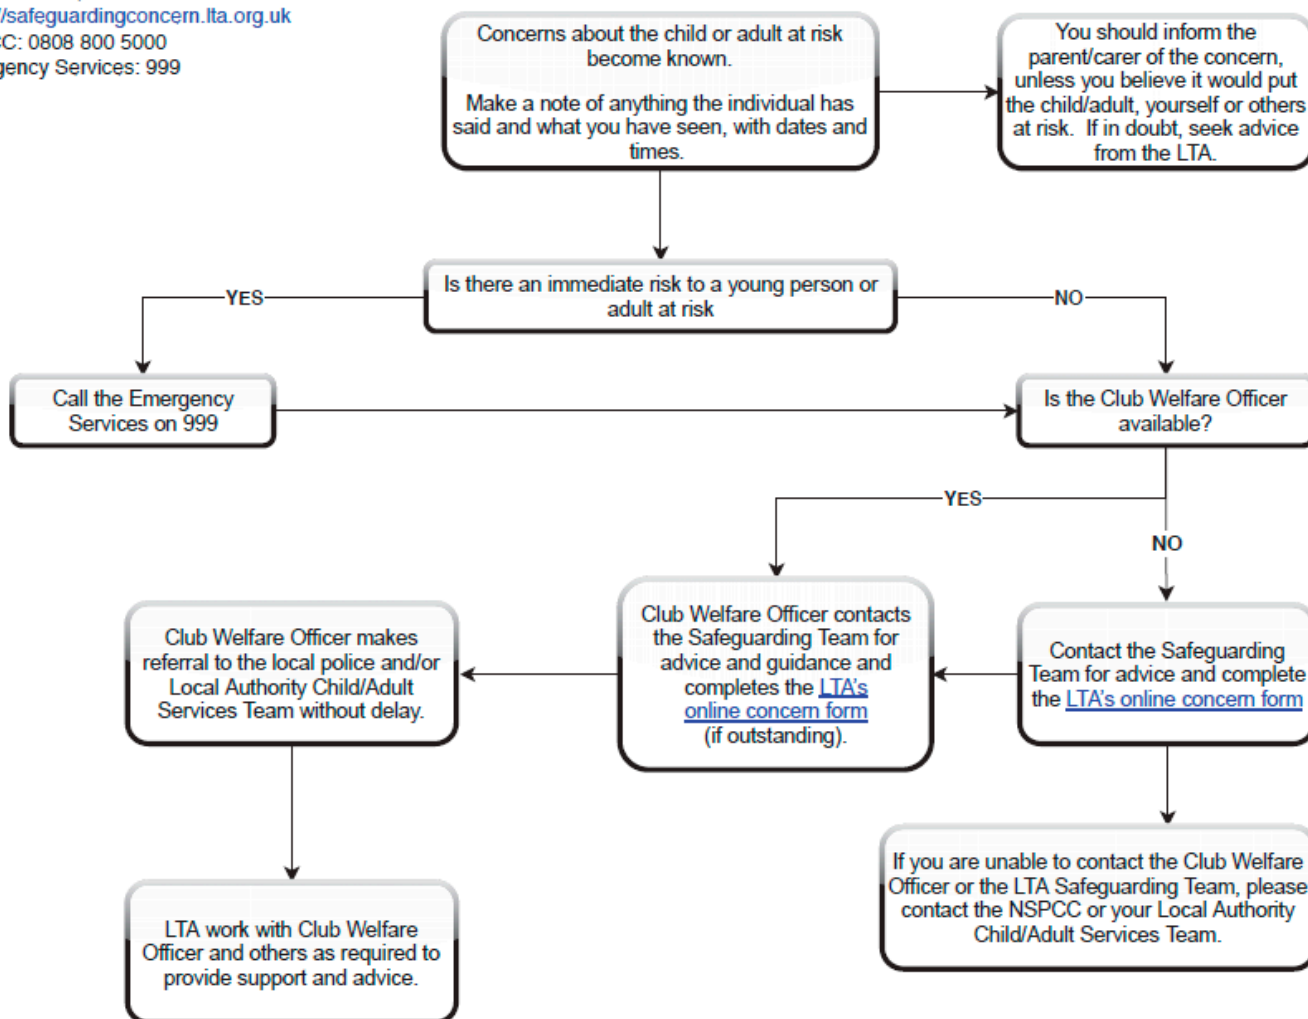 //safeguardingconcern.lta.org.uk
CC: 0808 800 5000
gency Services: 999
Concerns about the child or adult at risk
become known.
Make a note of anything the individual has
said and what you have seen, with dates and
times.
You should inform the
parent/carer of the concern,
unless you believe it would put
the child/adult, yourself or others
at risk. If in doubt, seek advice
from the LTA.
Is there an immediate risk to a young person or
adult at risk
YES
NO
Call the Emergency
Services on 999
Is the Club Welfare Officer
available?
YES
NO
Club Welfare Officer makes
referral to the local police and/or
Local Authority Child/Adult
Services Team without delay.
Club Welfare Officer contacts
the Safeguarding Team for
advice and guidance and
completes the LTA's
online concern form
(if outstanding).
Contact the Safeguarding
Team for advice and complete
the LTA's online concern form
If you are unable to contact the Club Welfare
Officer or the LTA Safeguarding Team, please
contact the NSPCC or your Local Authority
Child/Adult Services Team.
LTA work with Club Welfare
Officer and others as required to
provide support and advice.